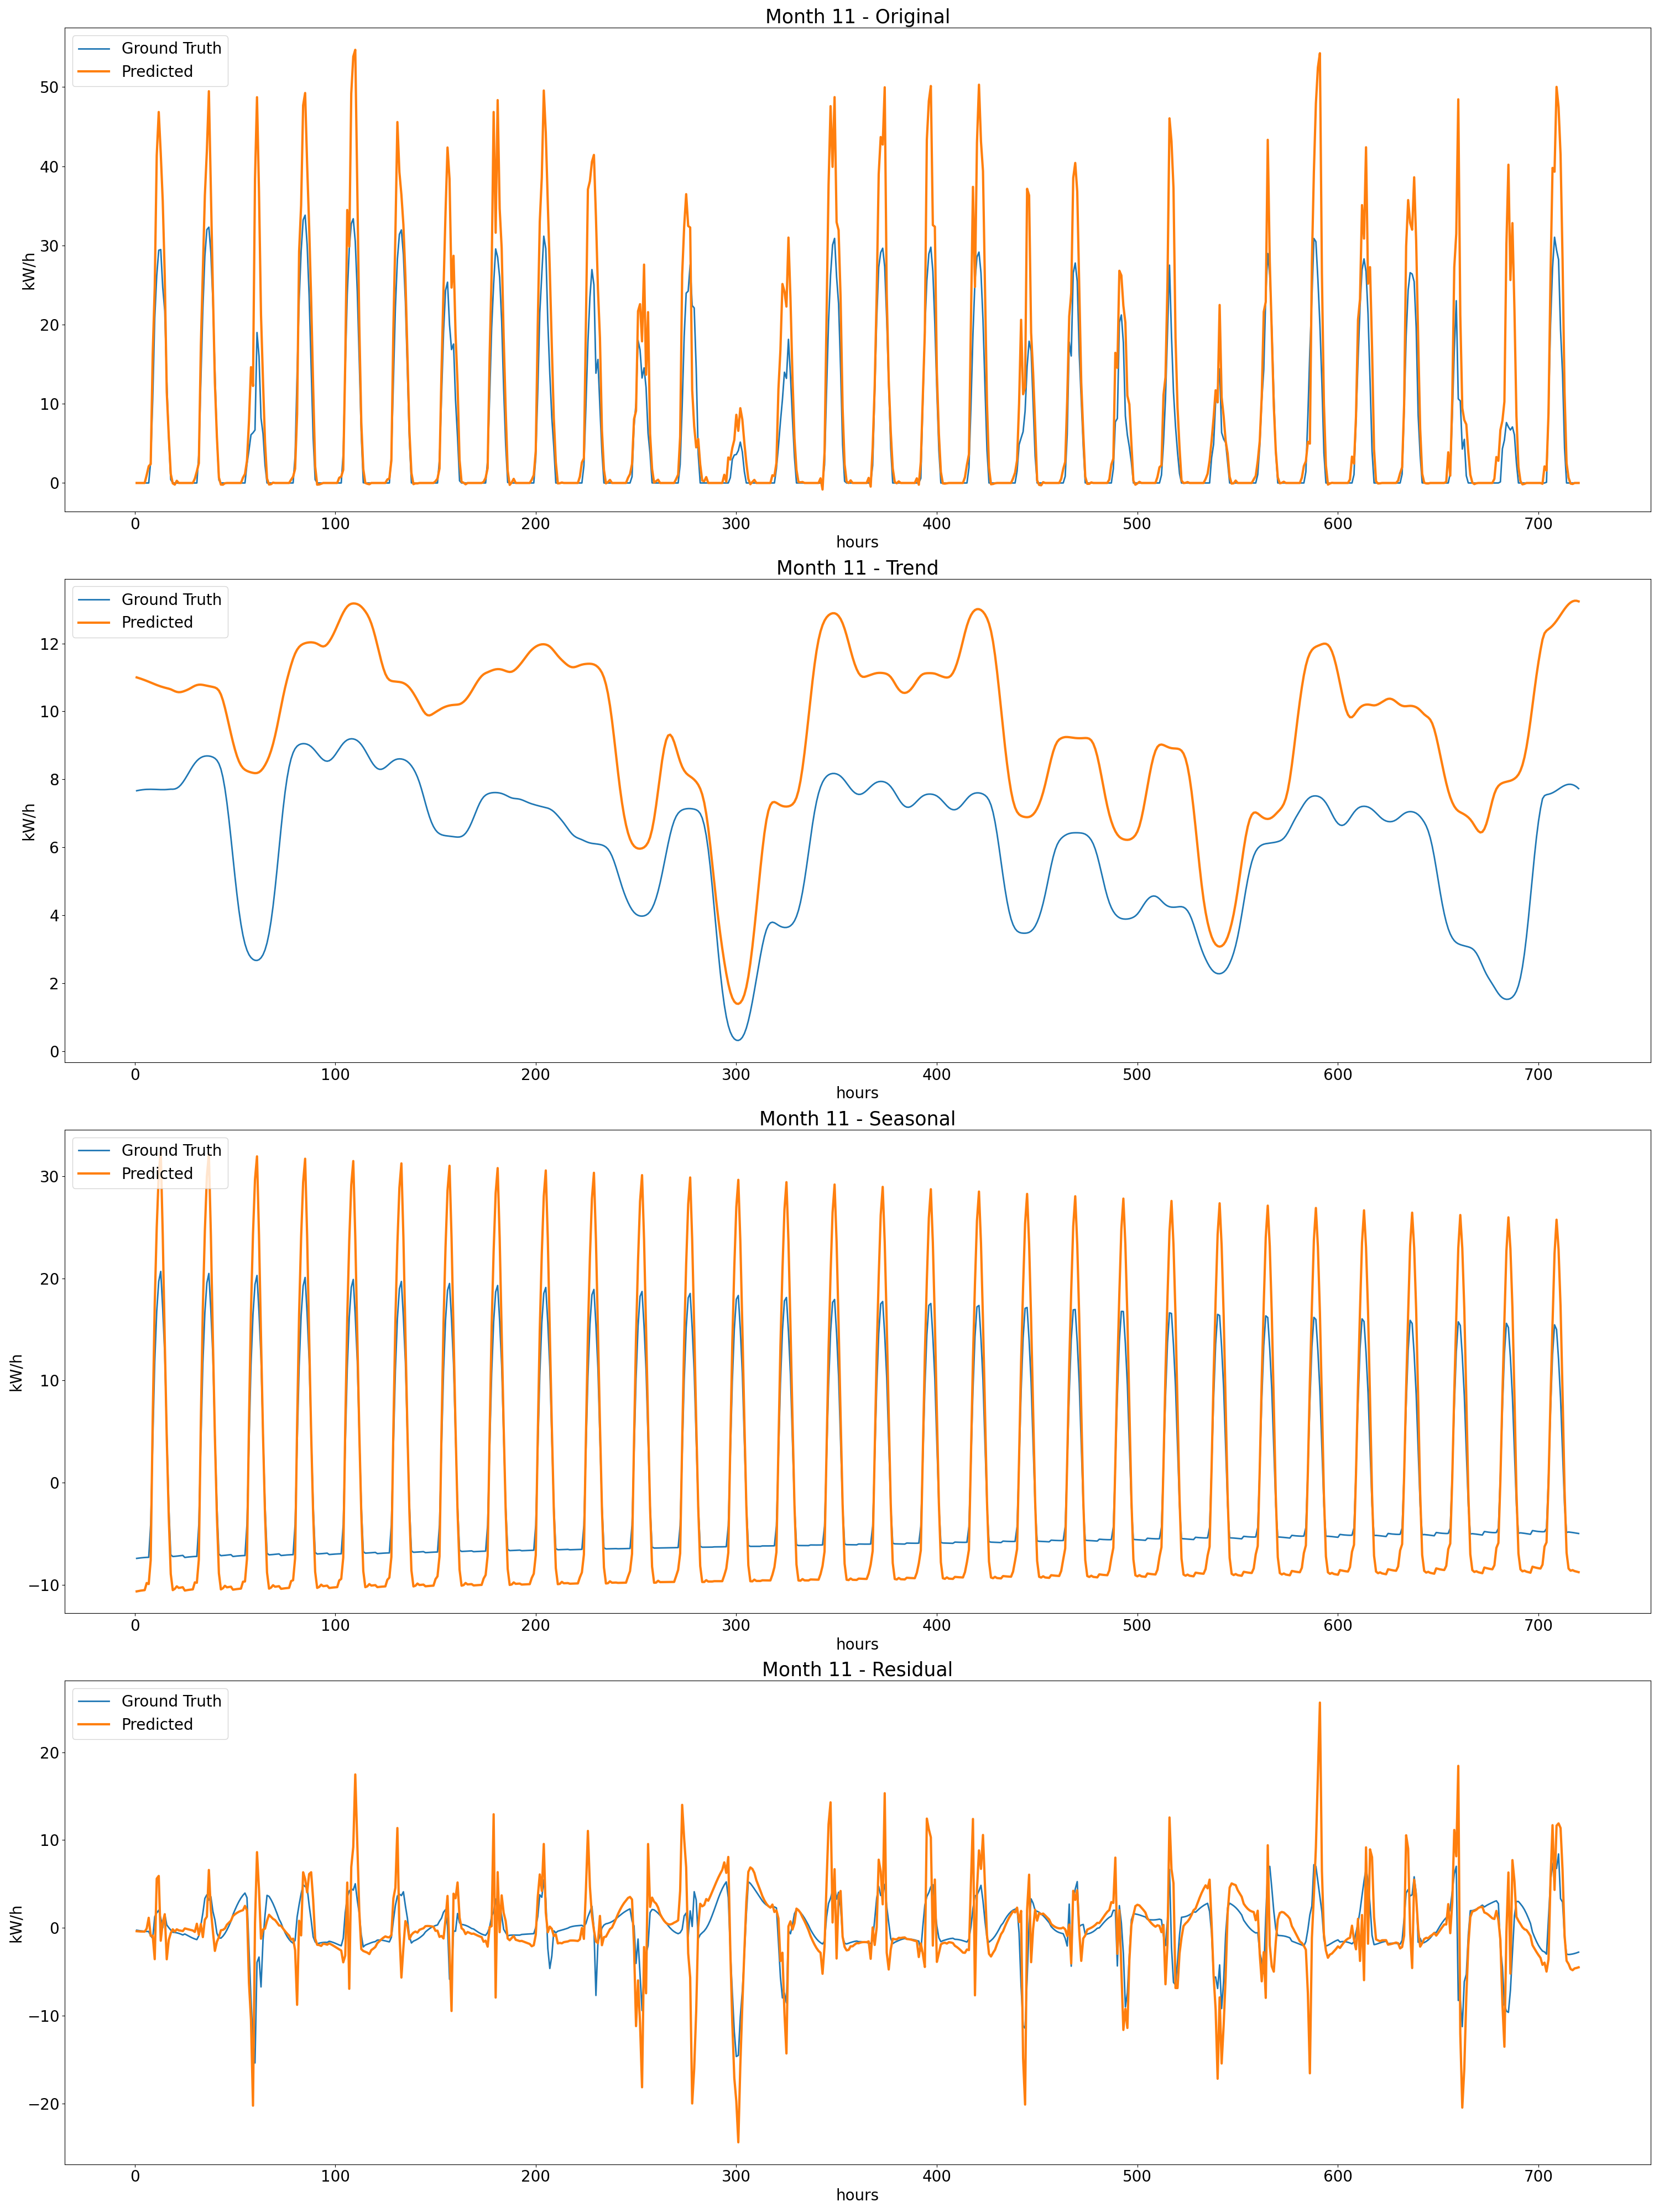 Month 11 - Original
Ground Truth
Predicted
50
40
30
20
10
0
kW/h
0 100 200 300 400 500 600 700
hours
Month 11 - Trend
Ground Truth
Predicted
12
10
8
6
4
2
0
kW/h
0 100 200 300 400 500 600 700
hours
Month 11 - Seasonal
Ground Truth
Predicted
30
20
10
0
−10
kW/h
0 100 200 300 400 500 600 700
hours
Month 11 - Residual
Ground Truth
Predicted
20
10
0
−10
−20
kW/h
0 100 200 300 400 500 600 700
hours